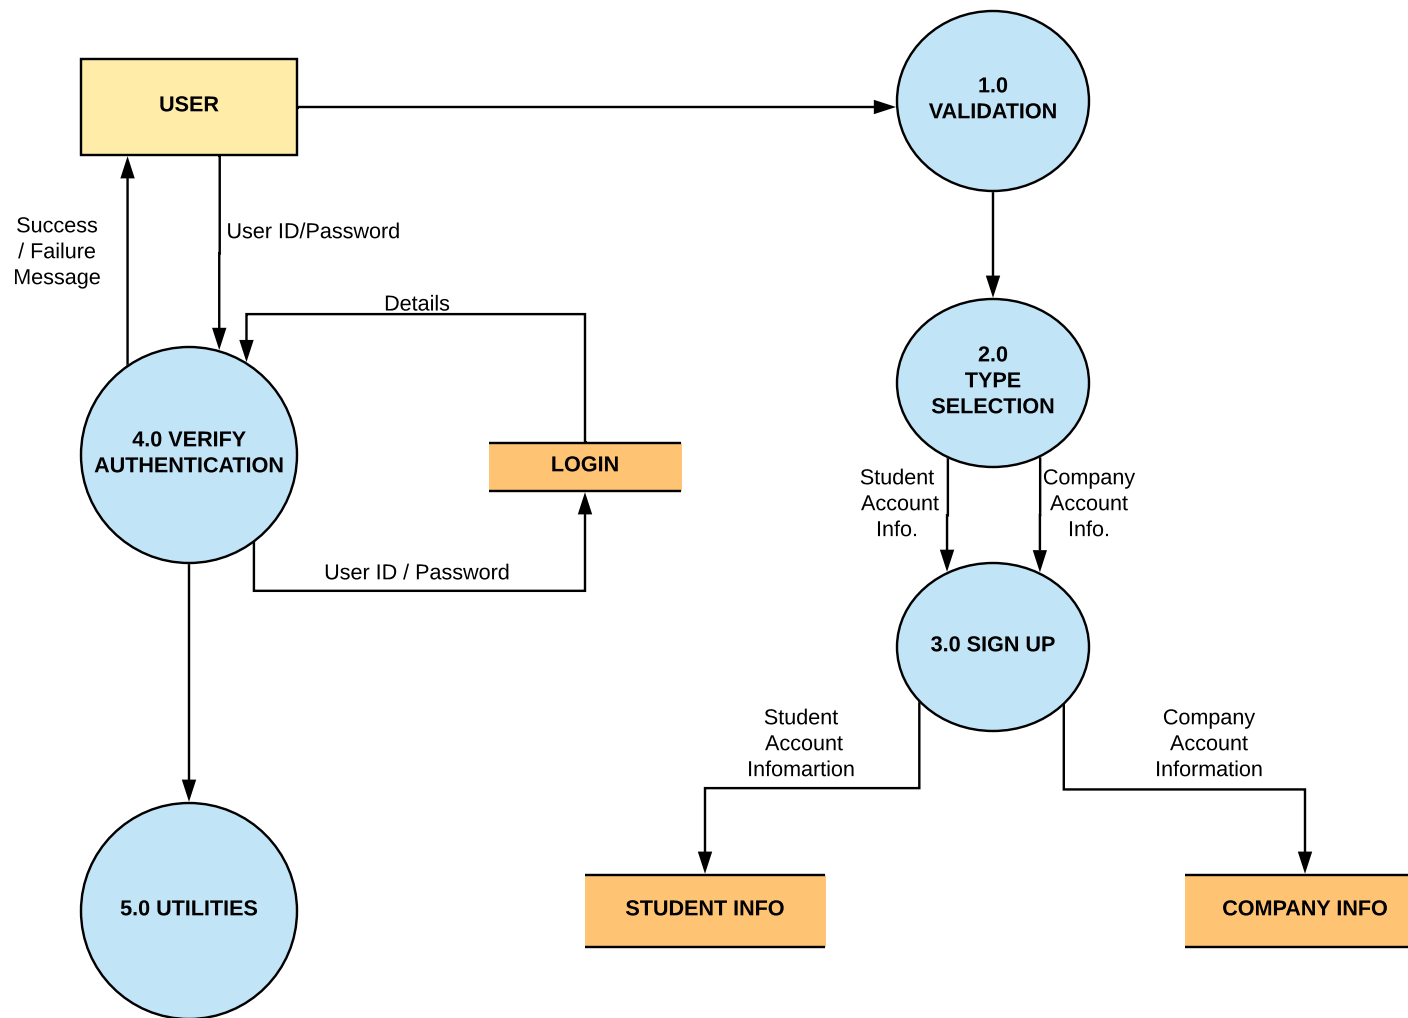 USER
1.0
VALIDATION
Success
/ Failure
Message
User ID/Password
Details
2.0
TYPE
SELECTION
4.0 VERIFY
AUTHENTICATION
LOGIN
Student
Account
Info.
Company
Account
Info.
User ID / Password
3.0 SIGN UP
Student
Account
Infomartion
Company
Account
Information
5.0 UTILITIES
STUDENT INFO
COMPANY INFO